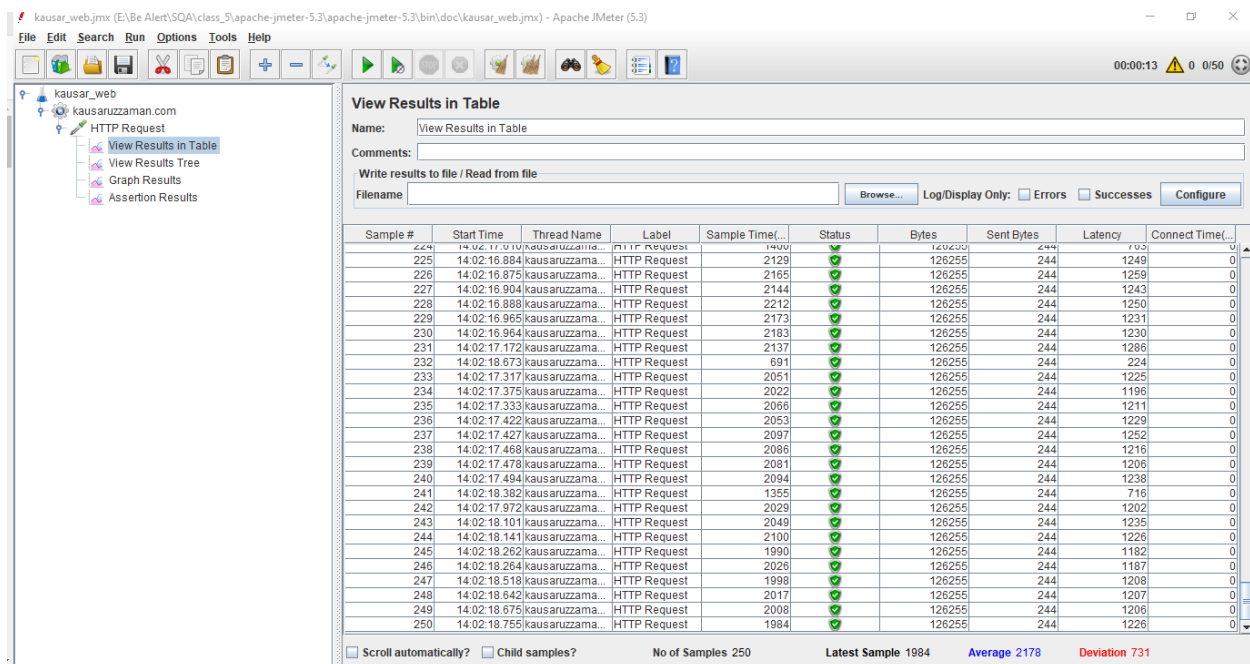 kausar_web.jmx (E:\Be Alert\SQA\class_5\apache-jmeter-5.3\apache-jmeter-5.3\bin\doc\kausar_web.jmx) - Apache JMeter (5.3)
File Edit Search Run Options Tools Help
00:00:13 0 0/50
kausar_web
kausaruzzaman.com
HTTP Request
View Results in Table
View Results Tree
Graph Results
Assertion Results
View Results in Table
Name: View Results in Table
Comments:
Write results to file / Read from file
Filename Browse... Log/Display Only: Errors Successes Configure
Sample # Start Time Thread Name Label Sample Time(... Status Bytes Sent Bytes Latency Connect Time(...
224 14:02:17.610 kausaruzzama... HTTP Request 1400 126255 244 763 0
225 14:02:16.884 kausaruzzama... HTTP Request 2129 126255 244 1249 0
226 14:02:16.875 kausaruzzama... HTTP Request 2165 126255 244 1259 0
227 14:02:16.904 kausaruzzama... HTTP Request 2144 126255 244 1243 0
228 14:02:16.888 kausaruzzama... HTTP Request 2212 126255 244 1250 0
229 14:02:16.965 kausaruzzama... HTTP Request 2173 126255 244 1231 0
230 14:02:16.964 kausaruzzama... HTTP Request 2183 126255 244 1230 0
231 14:02:17.172 kausaruzzama... HTTP Request 2137 126255 244 1286 0
232 14:02:18.673 kausaruzzama... HTTP Request 691 126255 244 224 0
233 14:02:17.317 kausaruzzama... HTTP Request 2051 126255 244 1225 0
234 14:02:17.375 kausaruzzama... HTTP Request 2022 126255 244 1196 0
235 14:02:17.333 kausaruzzama... HTTP Request 2066 126255 244 1211 0
236 14:02:17.422 kausaruzzama... HTTP Request 2053 126255 244 1229 0
237 14:02:17.427 kausaruzzama... HTTP Request 2097 126255 244 1252 0
238 14:02:17.468 kausaruzzama... HTTP Request 2086 126255 244 1216 0
239 14:02:17.478 kausaruzzama... HTTP Request 2081 126255 244 1206 0
240 14:02:17.494 kausaruzzama... HTTP Request 2094 126255 244 1238 0
241 14:02:18.382 kausaruzzama... HTTP Request 1355 126255 244 716 0
242 14:02:17.972 kausaruzzama... HTTP Request 2029 126255 244 1202 0
243 14:02:18.101 kausaruzzama... HTTP Request 2049 126255 244 1235 0
244 14:02:18.141 kausaruzzama... HTTP Request 2100 126255 244 1226 0
245 14:02:18.262 kausaruzzama... HTTP Request 1990 126255 244 1182 0
246 14:02:18.264 kausaruzzama... HTTP Request 2026 126255 244 1187 0
247 14:02:18.518 kausaruzzama... HTTP Request 1998 126255 244 1208 0
248 14:02:18.642 kausaruzzama... HTTP Request 2017 126255 244 1207 0
249 14:02:18.675 kausaruzzama... HTTP Request 2008 126255 244 1206 0
250 14:02:18.755 kausaruzzama... HTTP Request 1984 126255 244 1226 0
Scroll automatically? Child samples? No of Samples 250 Latest Sample 1984 Average 2178 Deviation 731